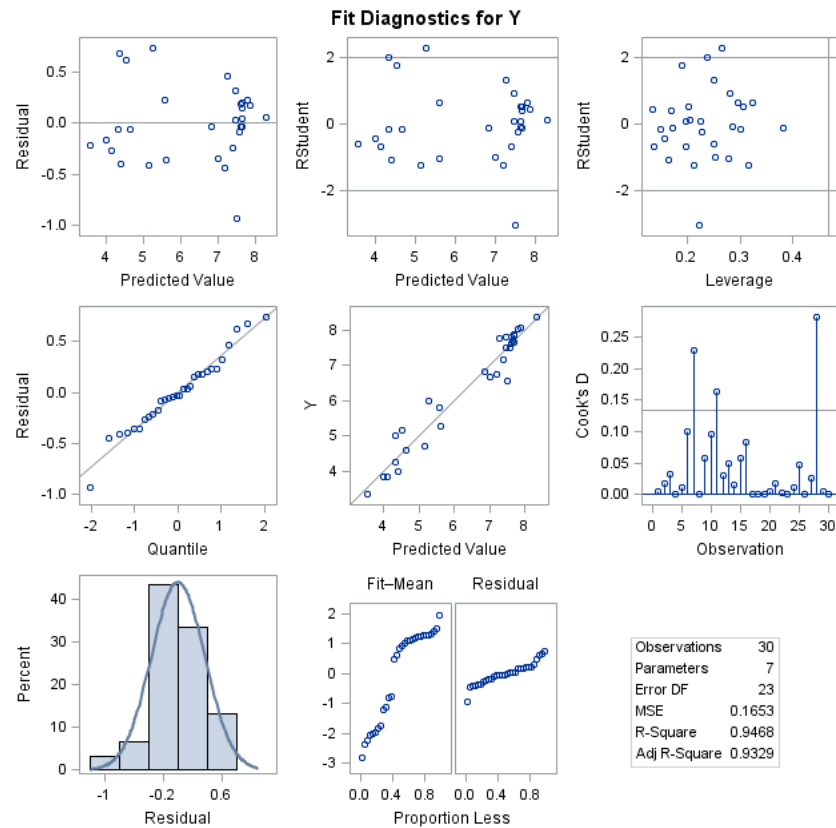 Fit Diagnostics for Y
Residual
0.5
0.0
-0.5
-1.0
4 5 6 7 8
Predicted Value
RStudent
2
0
-2
4 5 6 7 8
Predicted Value
RStudent
2
0
-2
0.2 0.3 0.4
Leverage
Residual
0.5
0.0
-0.5
-1.0
-2 -1 0 1 2
Quantile
Y
8
7
6
5
4
4 5 6 7 8
Predicted Value
Cook's D
0.25
0.20
0.15
0.10
0.05
0.00
0 5 10 15 20 25 30
Observation
Percent
40
30
20
10
0
-1 -0.2 0.6
Residual
Fit–Mean Residual
2
1
0
-1
-2
-3
0.0 0.4 0.8 0.0 0.4 0.8
Proportion Less
Observations 30
Parameters 7
Error DF 23
MSE 0.1653
R-Square 0.9468
Adj R-Square 0.9329